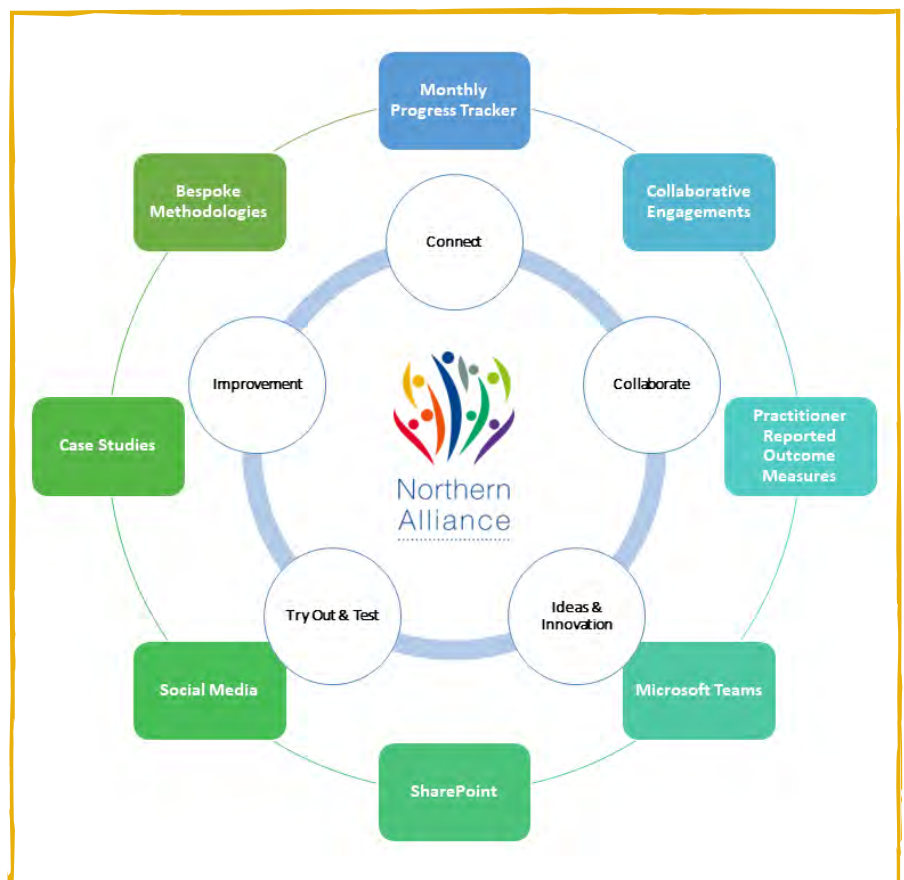 Monthly
Progress Tracker
Collaborative
Engagements
Practitioner
Reported
Outcome
Measures
Microsoft Teams
SharePoint
Social Media
Case Studies
Bespoke
Methodologies
Connect
Collaborate
Ideas &
Innovation
Try Out & Test
Improvement
Northern
Alliance